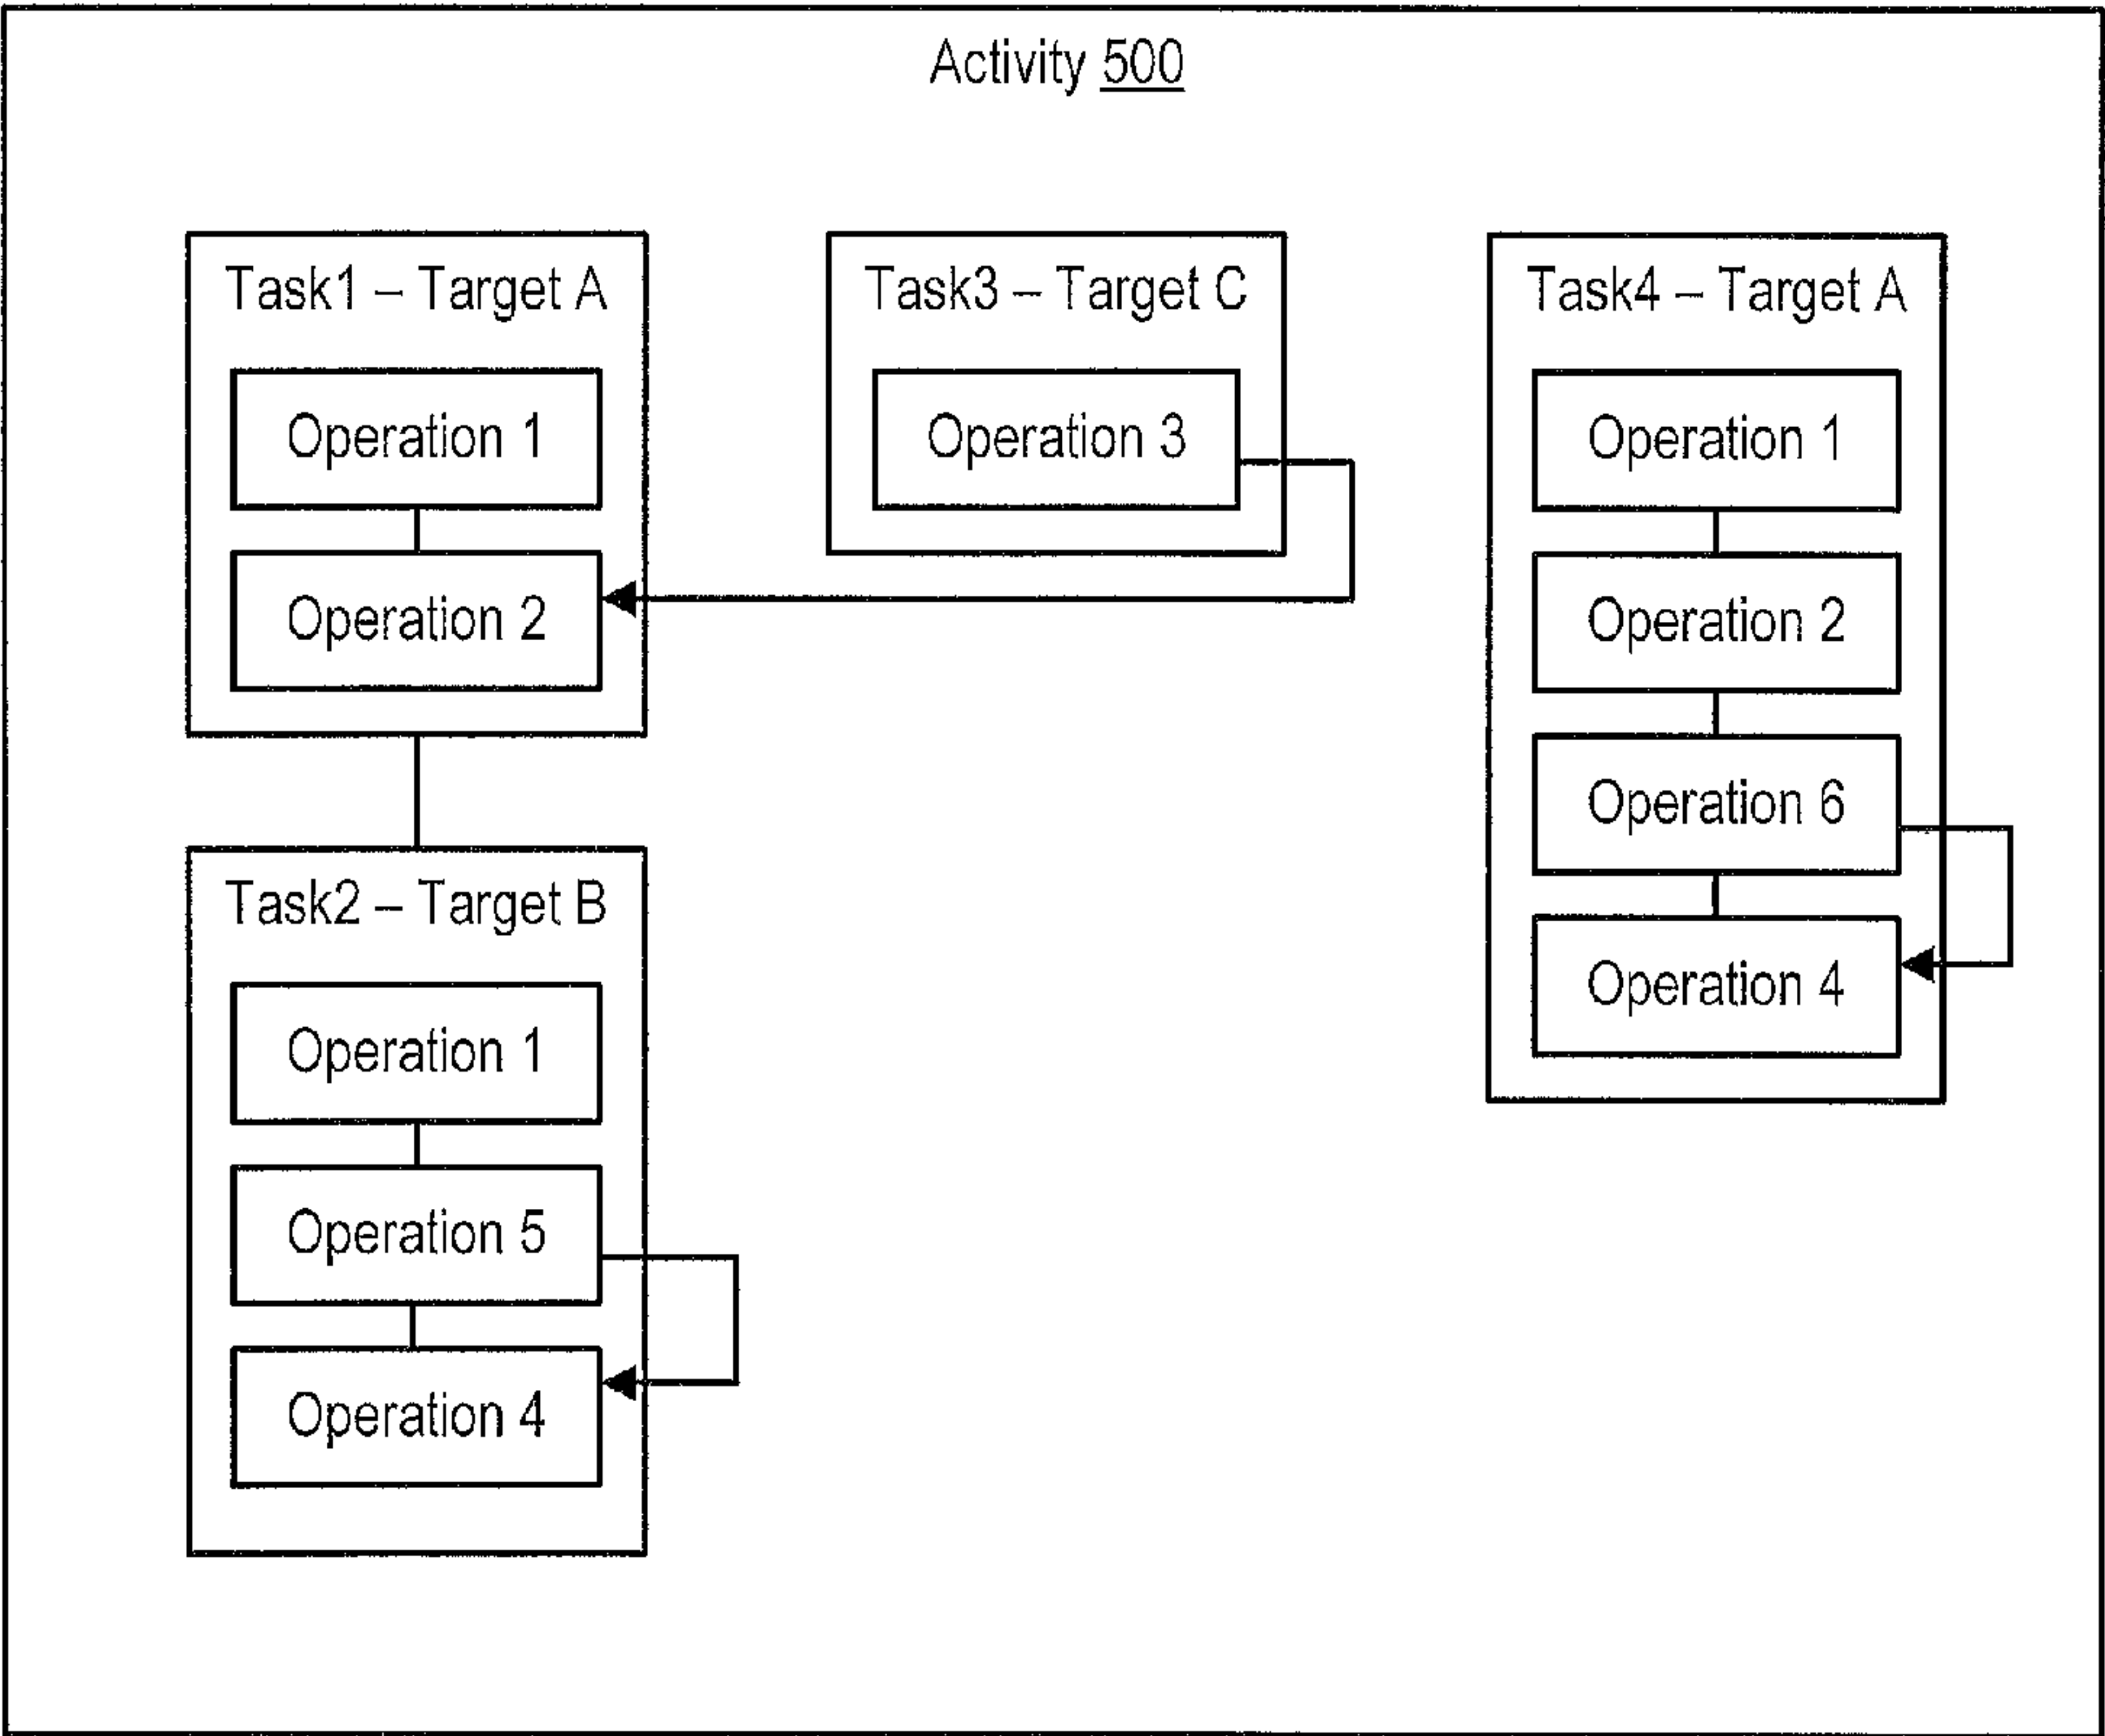 Activity 500
Task1 – Target A
Operation 1
Operation 2
Task2 – Target B
Operation 1
Operation 5
Operation 4
Task3 – Target C
Operation 3
Task4 – Target A
Operation 1
Operation 2
Operation 6
Operation 4